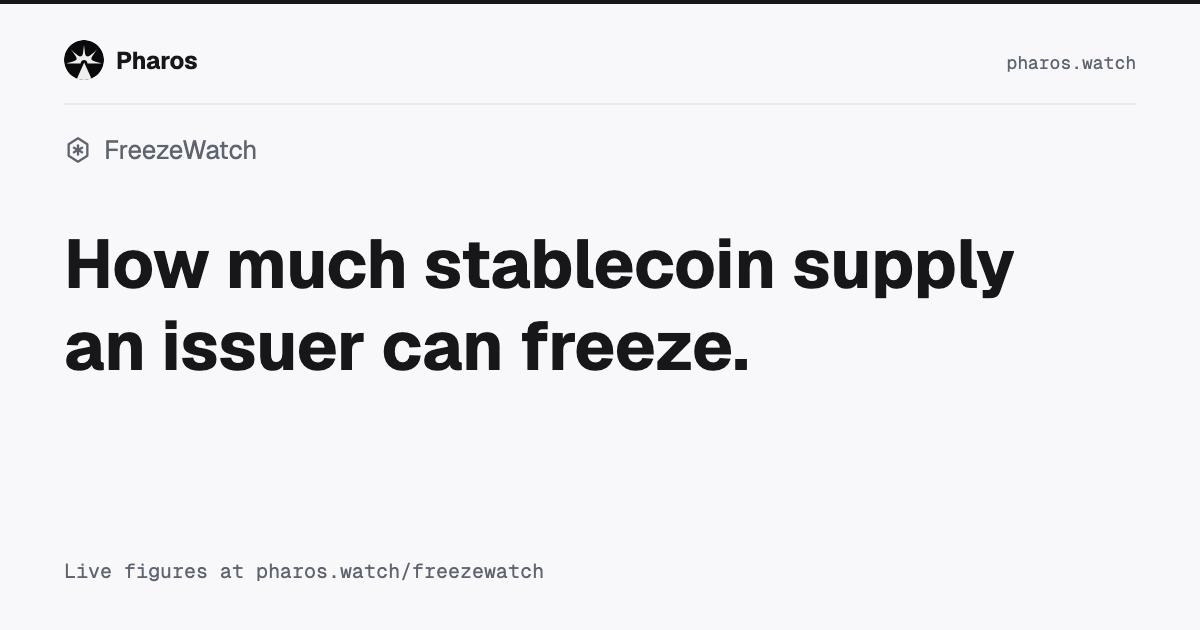 Pharos
pharos.watch
FreezeWatch
How much stablecoin supply
an issuer can freeze.
Live figures at pharos.watch/freezewatch